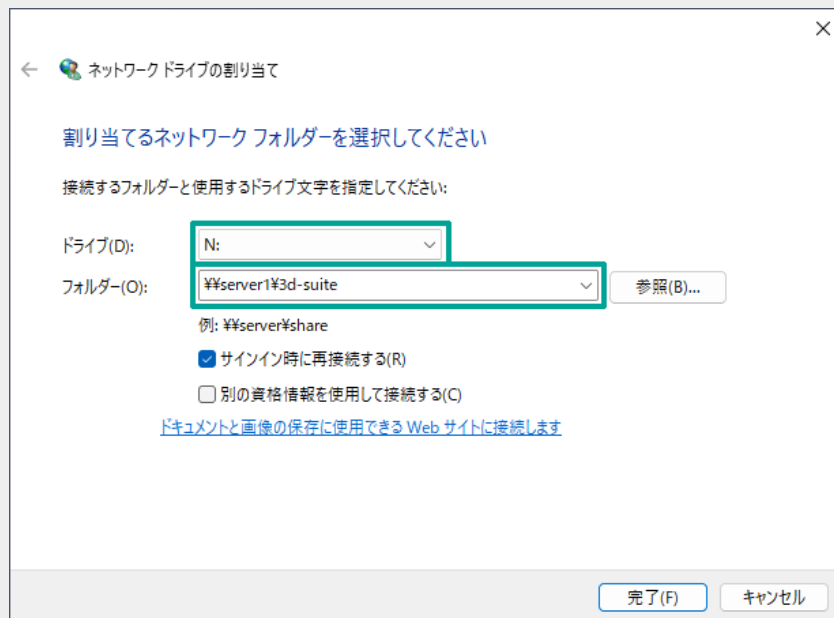 ネットワーク ドライブの割り当て
割り当てるネットワーク フォルダーを選択してください
接続するフォルダーと使用するドライブ文字を指定してください:
ドライブ(D): N:
フォルダー(O): ¥¥server1¥3d-suite 参照(B)...
例: ¥¥server¥share
サインイン時に再接続する(R)
別の資格情報を使用して接続する(C)
ドキュメントと画像の保存に使用できる Web サイトに接続します
完了(F) キャンセル